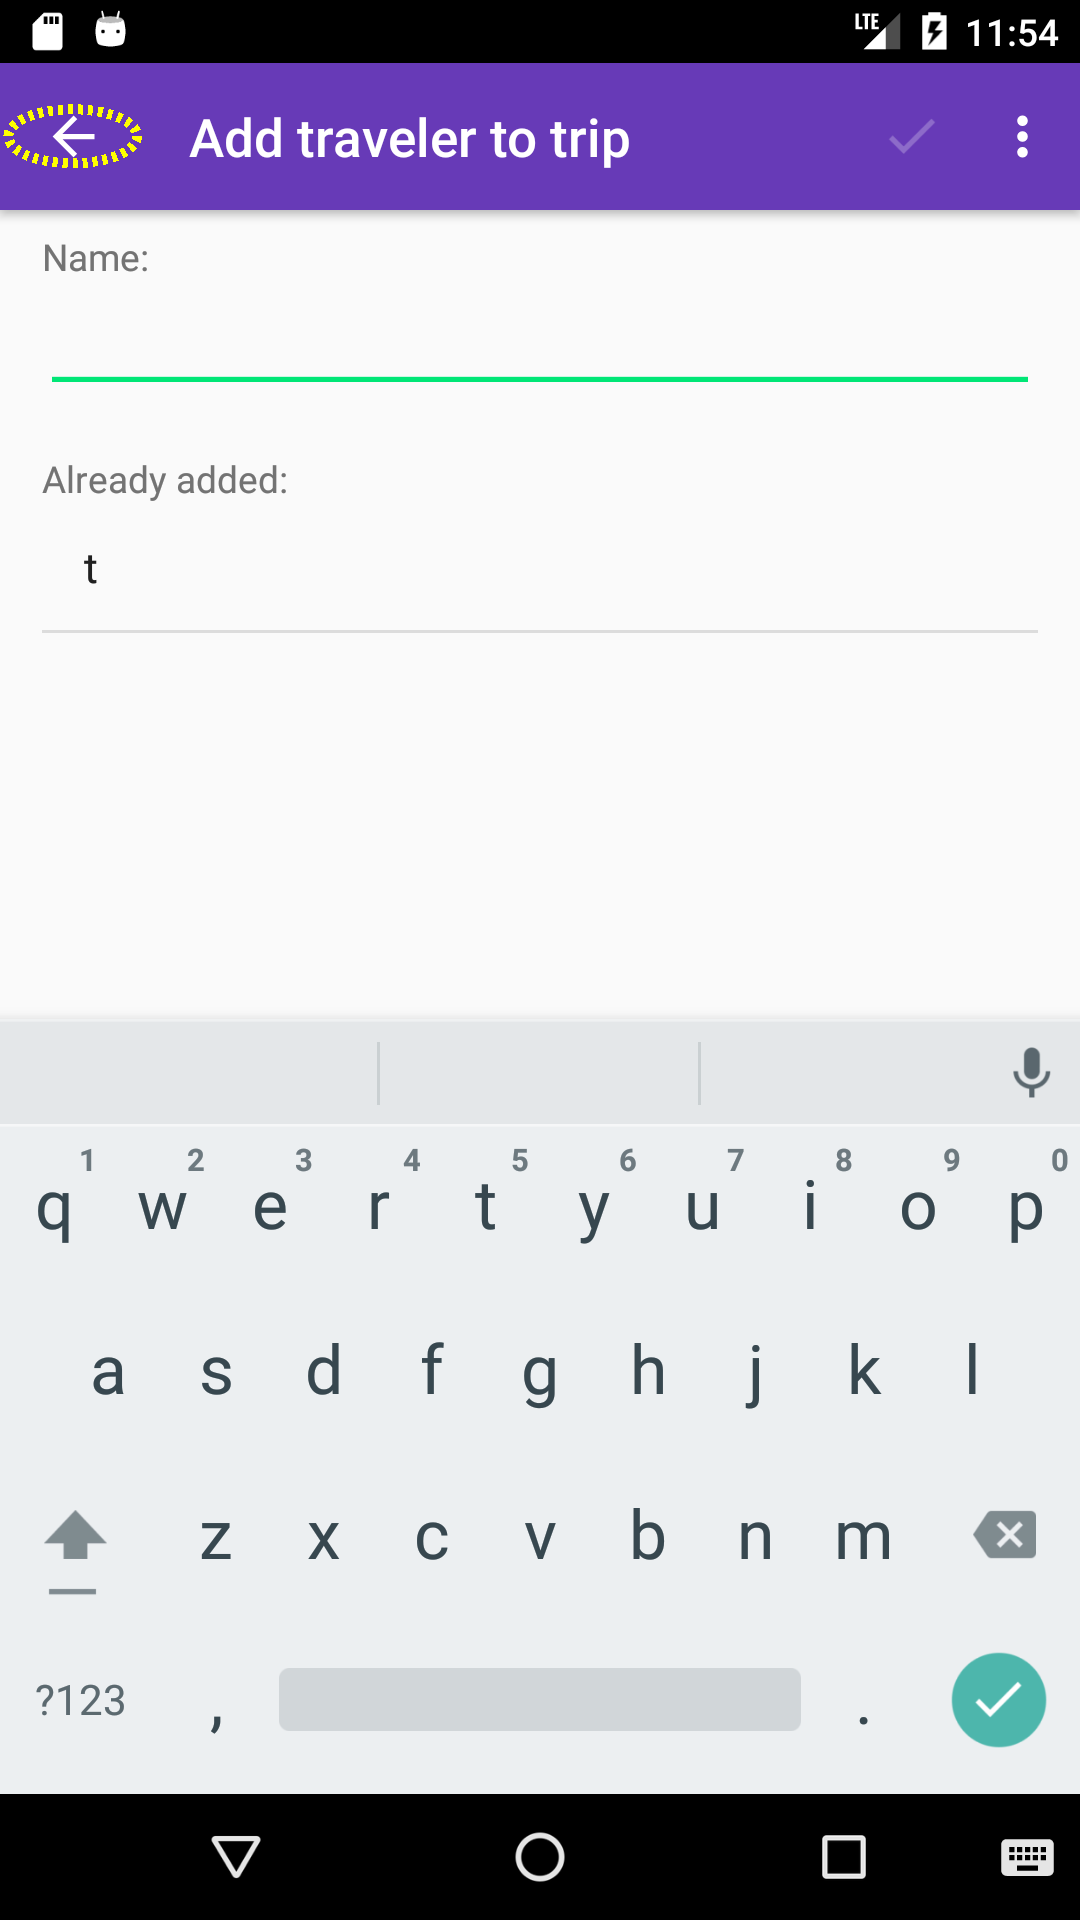 LTE 11:54
Add traveler to trip
Name:
Already added:
t
1 2 3 4 5 6 7 8 9 0
q w e r t y u i o p
a s d f g h j k l
z x c v b n m
?123 , .